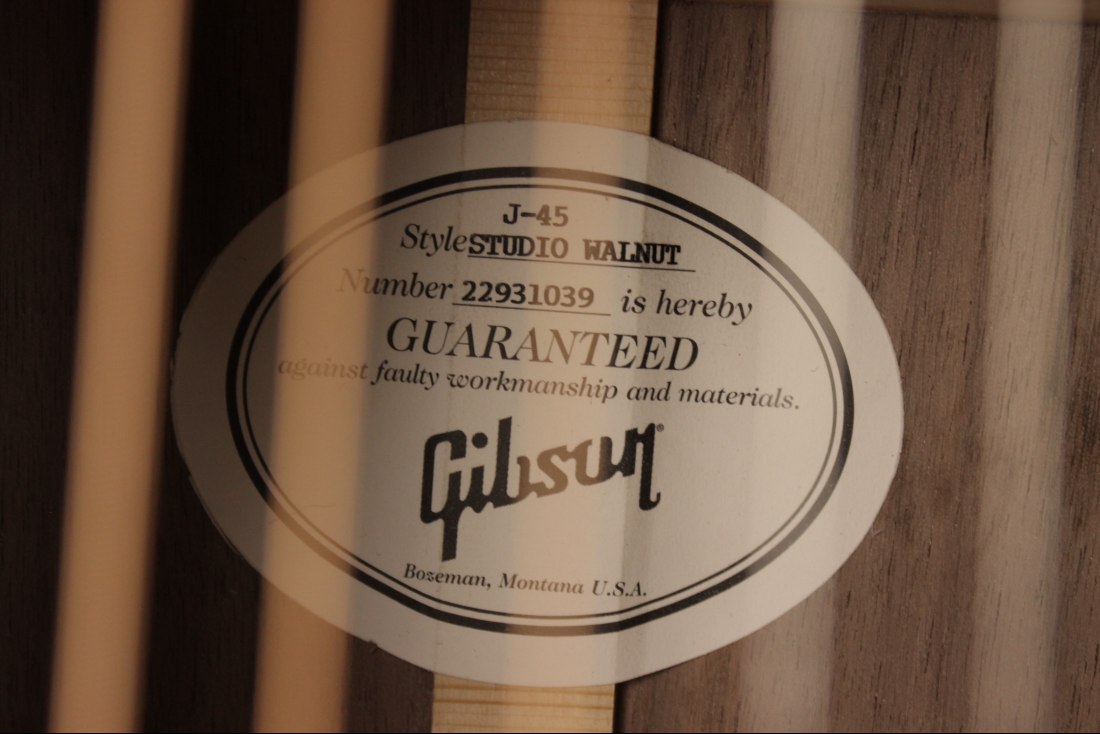 J-45
Style STUDIO WALNUT
Number 22931039 is hereby
GUARANTEED
against faulty workmanship and materials.
Gibson®
Bozeman, Montana U.S.A.